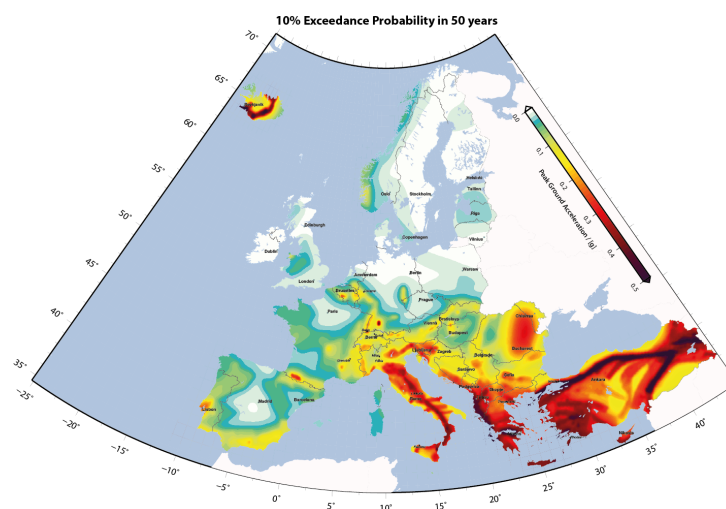 10% Exceedance Probability in 50 years
70°
65°
60°
55°
50°
45°
40°
35°
−25°
−20°
−15°
−10°
−5°
0°
5°
10°
15°
20°
25°
30°
35°
40°
0.0
0.1
0.2
0.3
0.4
0.5
Peak Ground Acceleration / [g]
Oslo
Stockholm
Helsinki
Tallinn
Riga
Vilnius
Edinburgh
Dublin
London
Copenhagen
Amsterdam
Berlin
Warsaw
Bruxelles
Paris
Prague
Vienna
Bratislava
Budapest
Chisinau
Bucharest
Bern
Zagreb
Belgrade
Sarajevo
Sofia
Skopje
Ankara
Madrid
Barcelona
Lisbon